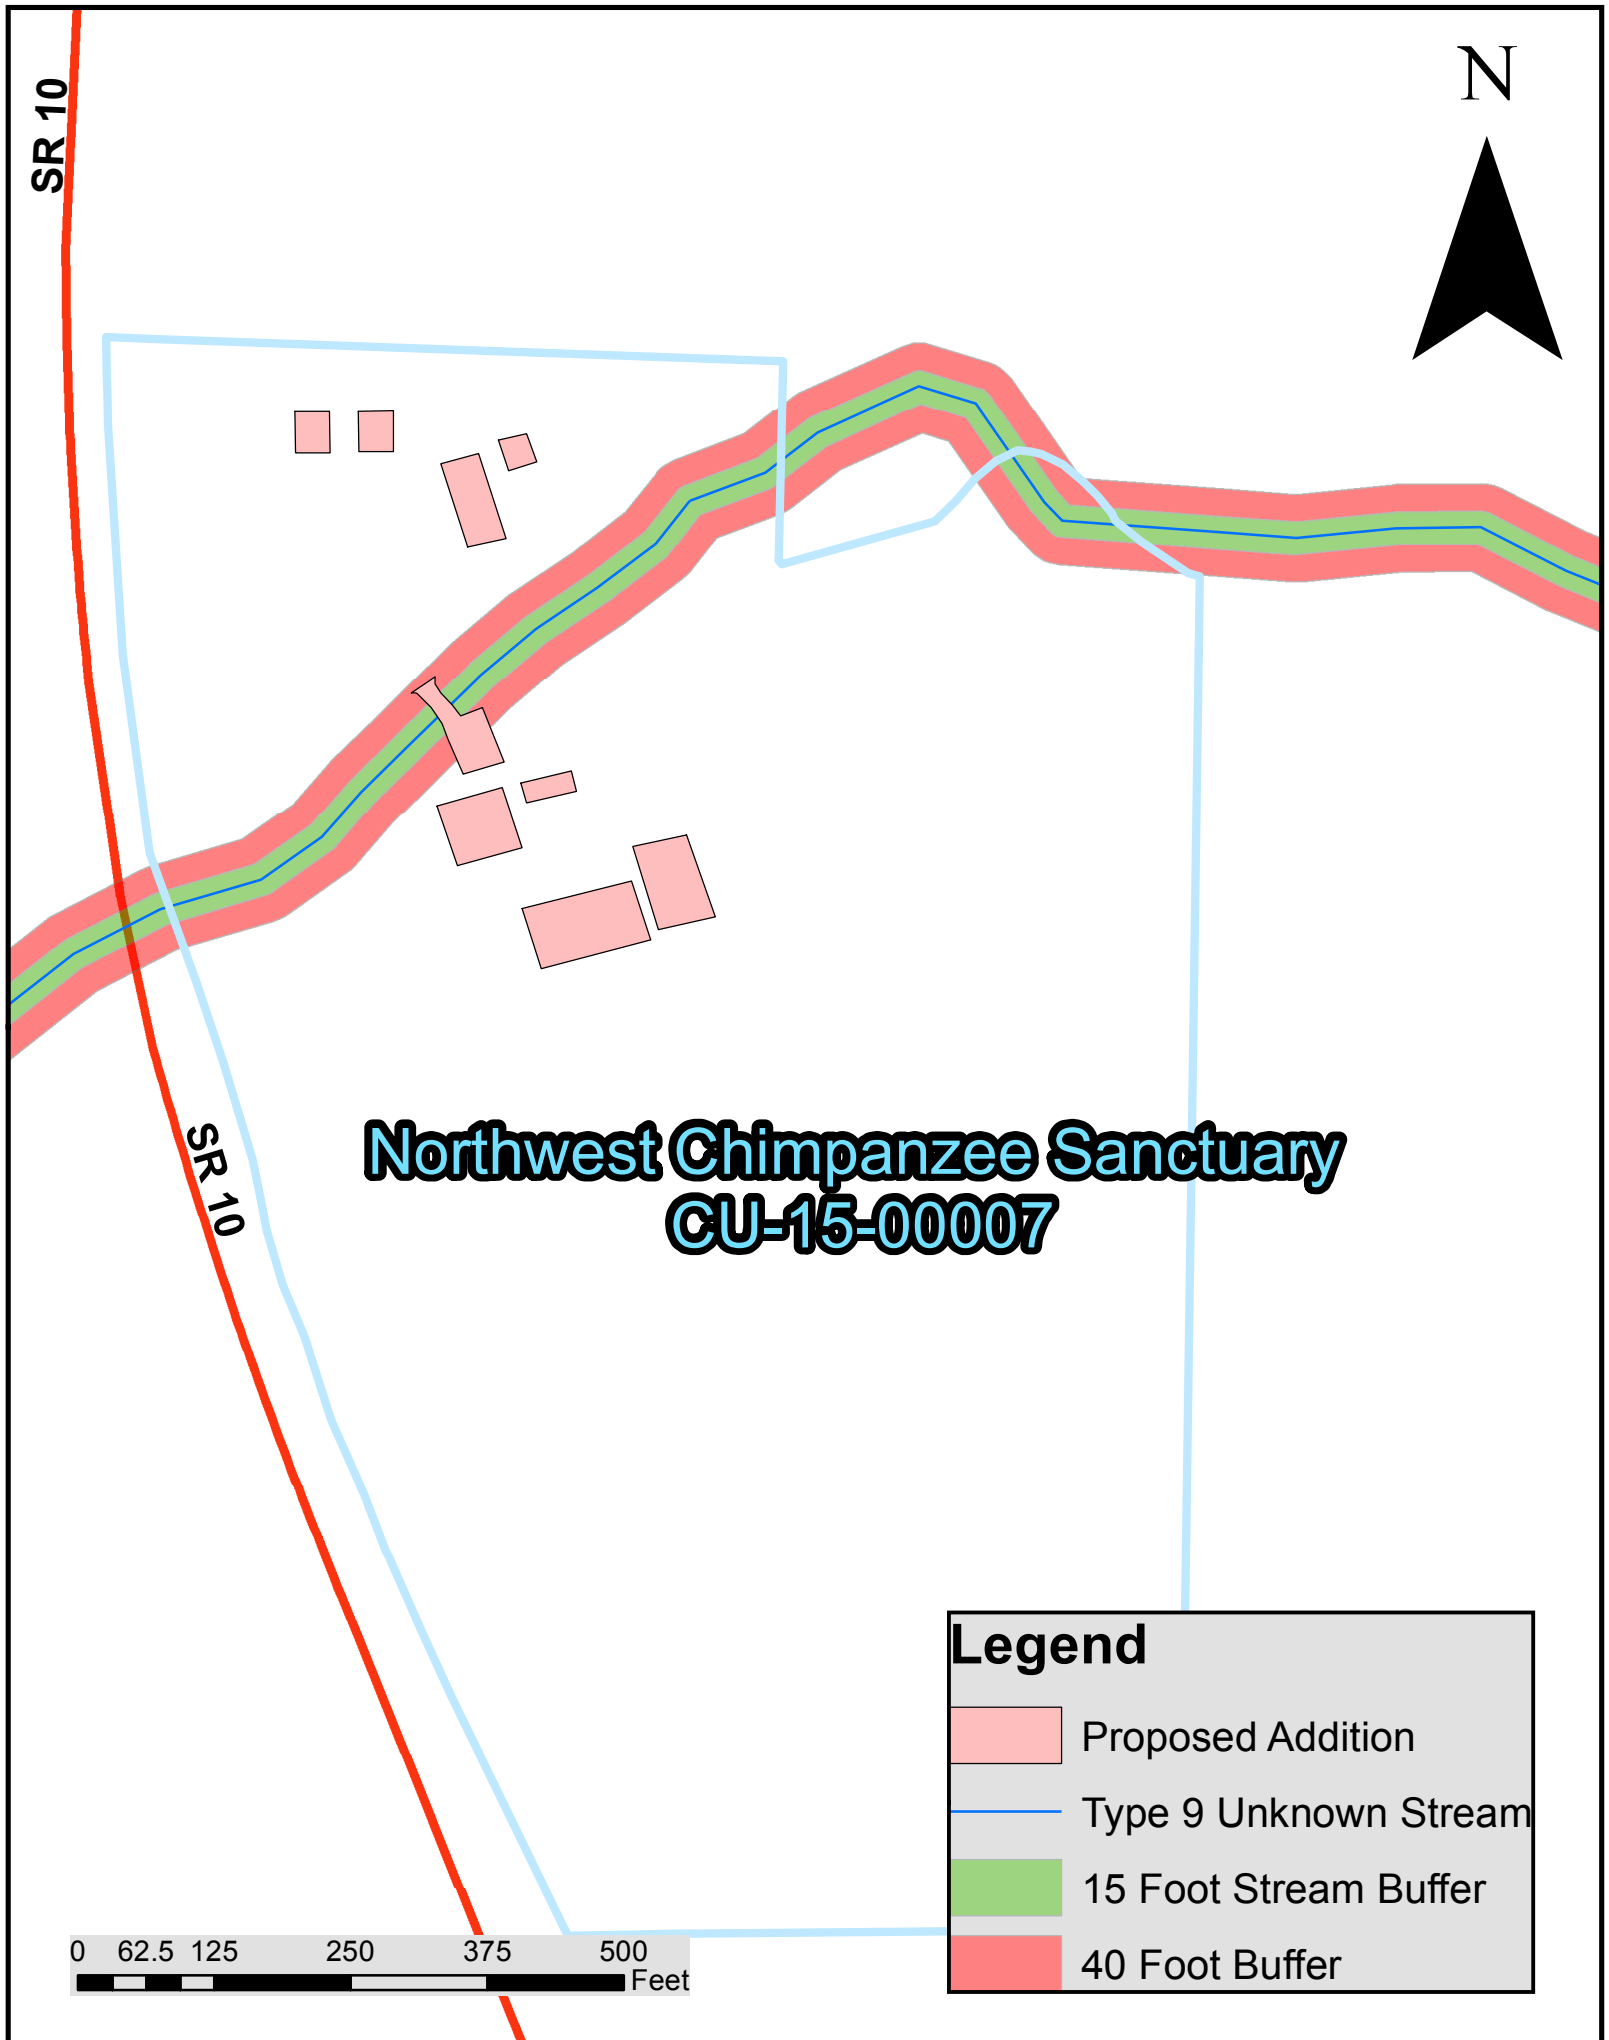 N
SR 10
SR 10
Northwest Chimpanzee Sanctuary
CU-15-00007
Legend
Proposed Addition
Type 9 Unknown Stream
15 Foot Stream Buffer
40 Foot Buffer
0 62.5 125 250 375 500
Feet